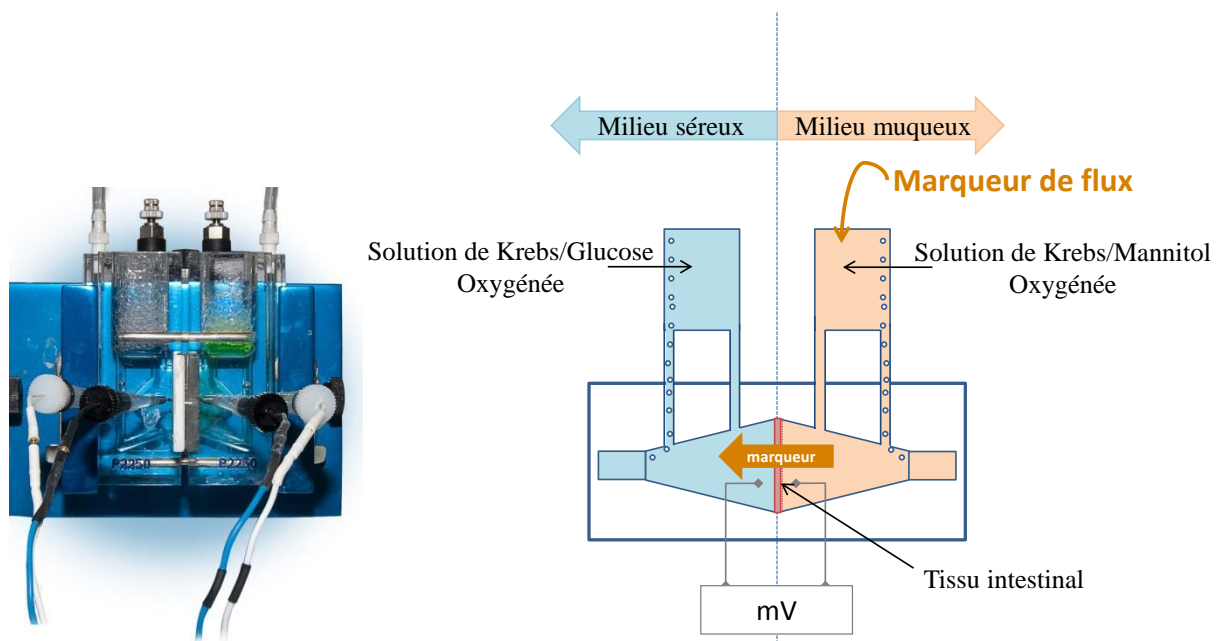 Milieu séreux
Milieu muqueux
Marqueur de flux
Solution de Krebs/Glucose
Oxygénée
Solution de Krebs/Mannitol
Oxygénée
marqueur
P2250
P2250
Tissu intestinal
mV